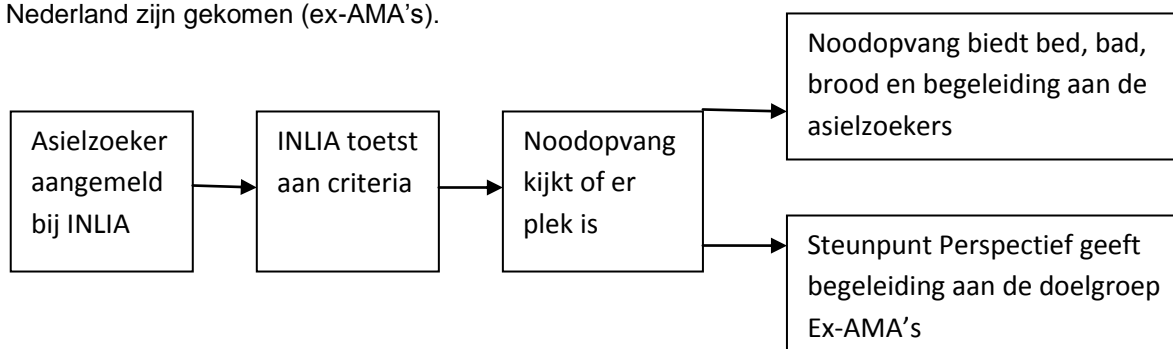 Nederland zijn gekomen (ex-AMA’s).
Asielzoeker
aangemeld
bij INLIA
INLIA toetst
aan criteria
Noodopvang
kijkt of er
plek is
Noodopvang biedt bed, bad,
brood en begeleiding aan de
asielzoekers
Steunpunt Perspectief geeft
begeleiding aan de doelgroep
Ex-AMA’s